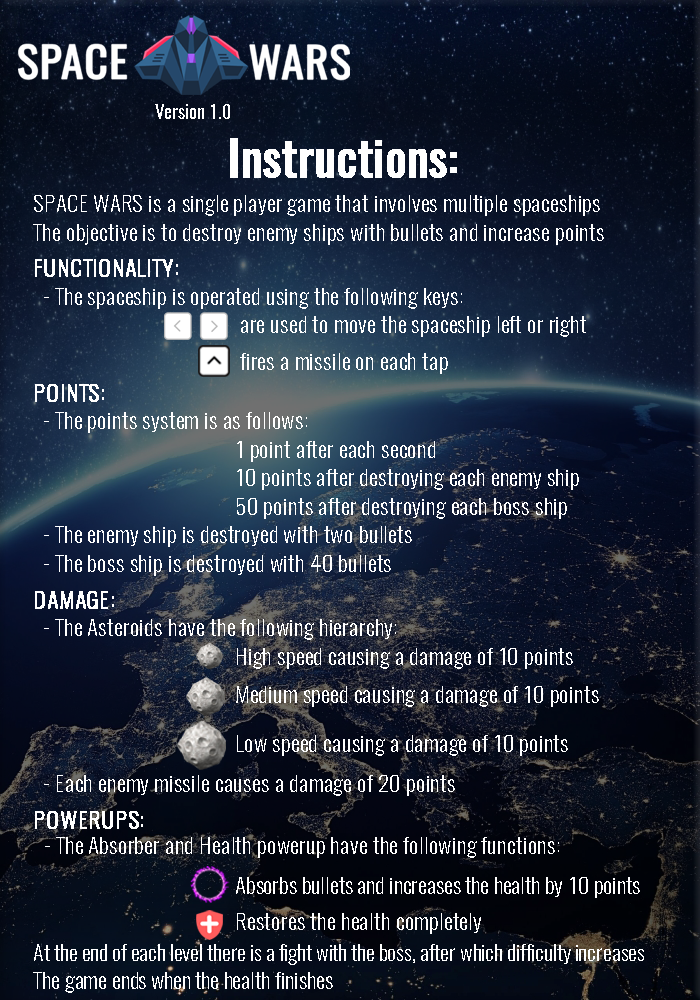 SPACE WARS
Version 1.0
Instructions:
SPACE WARS is a single player game that involves multiple spaceships
The objective is to destroy enemy ships with bullets and increase points
FUNCTIONALITY:
- The spaceship is operated using the following keys:
are used to move the spaceship left or right
fires a missile on each tap
POINTS:
- The points system is as follows:
1 point after each second
10 points after destroying each enemy ship
50 points after destroying each boss ship
- The enemy ship is destroyed with two bullets
- The boss ship is destroyed with 40 bullets
DAMAGE:
- The Asteroids have the following hierarchy:
High speed causing a damage of 10 points
Medium speed causing a damage of 10 points
Low speed causing a damage of 10 points
- Each enemy missile causes a damage of 20 points
POWERUPS:
- The Absorber and Health powerup have the following functions:
Absorbs bullets and increases the health by 10 points
Restores the health completely
At the end of each level there is a fight with the boss, after which difficulty increases
The game ends when the health finishes